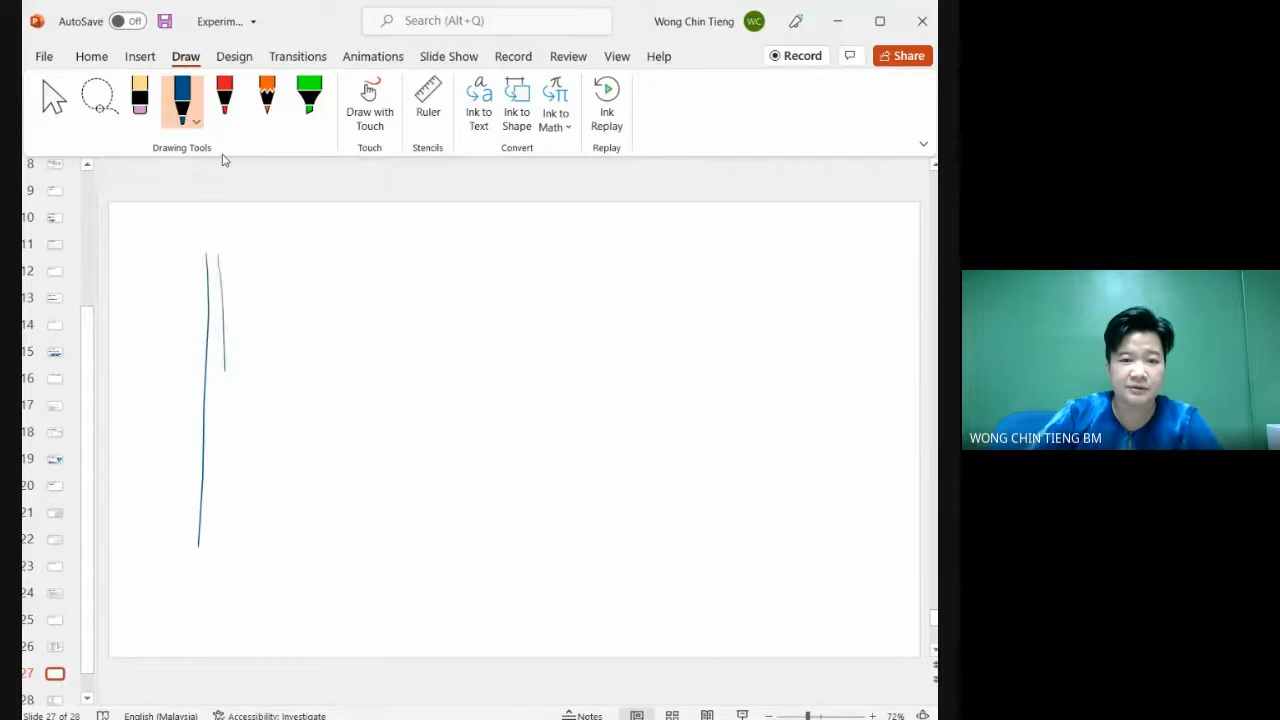 AutoSave Off Experim... Search (Alt+Q) Wong Chin Tieng WC
File Home Insert Draw Design Transitions Animations Slide Show Record Review View Help Record Share
Draw with Touch
Ruler
Ink to Text
Ink to Shape
Ink to Math
Ink Replay
Drawing Tools Touch Stencils Convert Replay
8
9
10
11
12
13
14
15
16
17
18
19
20
21
22
23
24
25
26
27
28
WONG CHIN TIENG BM
Slide 27 of 28 English (Malaysia) Accessibility: Investigate Notes 72%